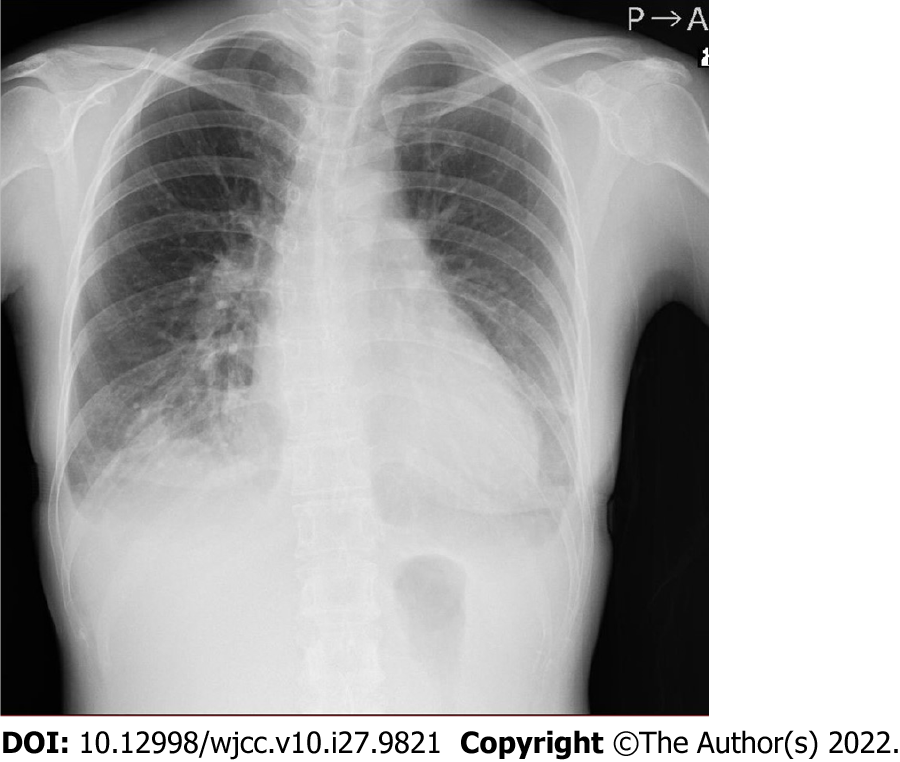 P→A
DOI: 10.12998/wjcc.v10.i27.9821 Copyright ©The Author(s) 2022.